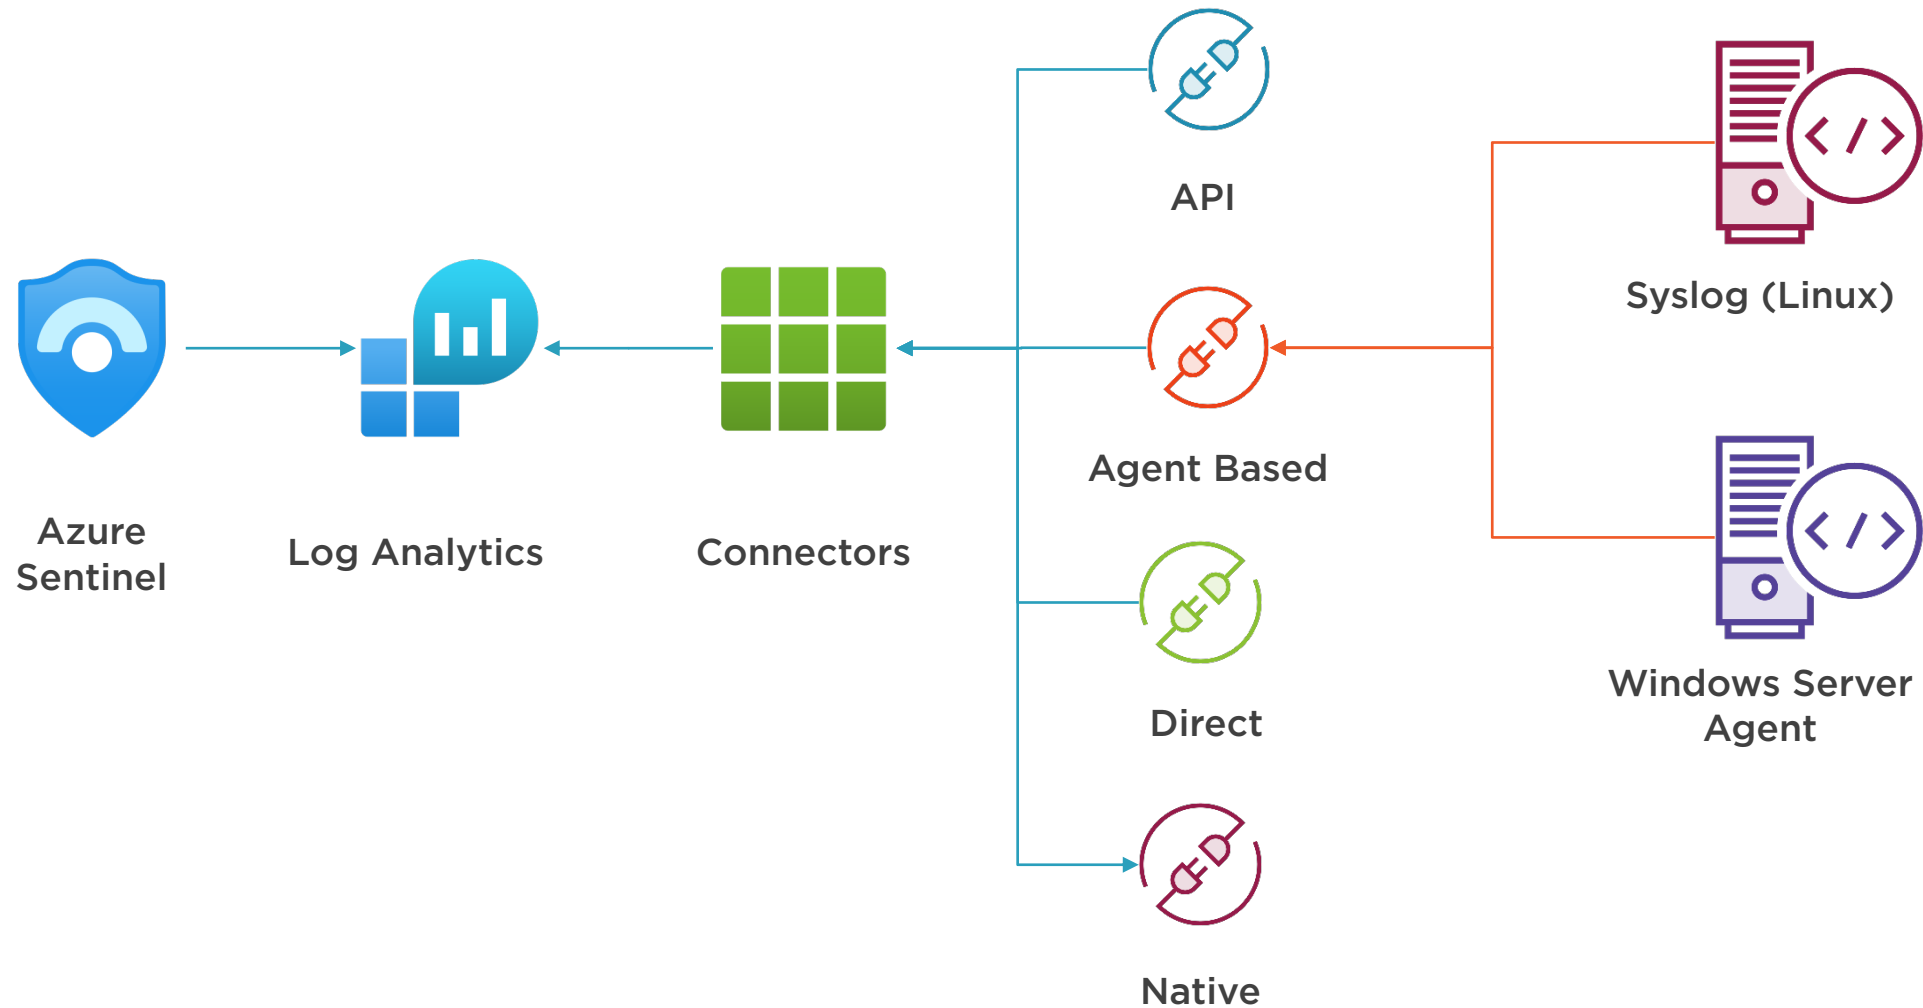 API
Syslog (Linux)
Agent Based
Azure
Sentinel
Log Analytics
Connectors
Windows Server
Agent
Direct
Native